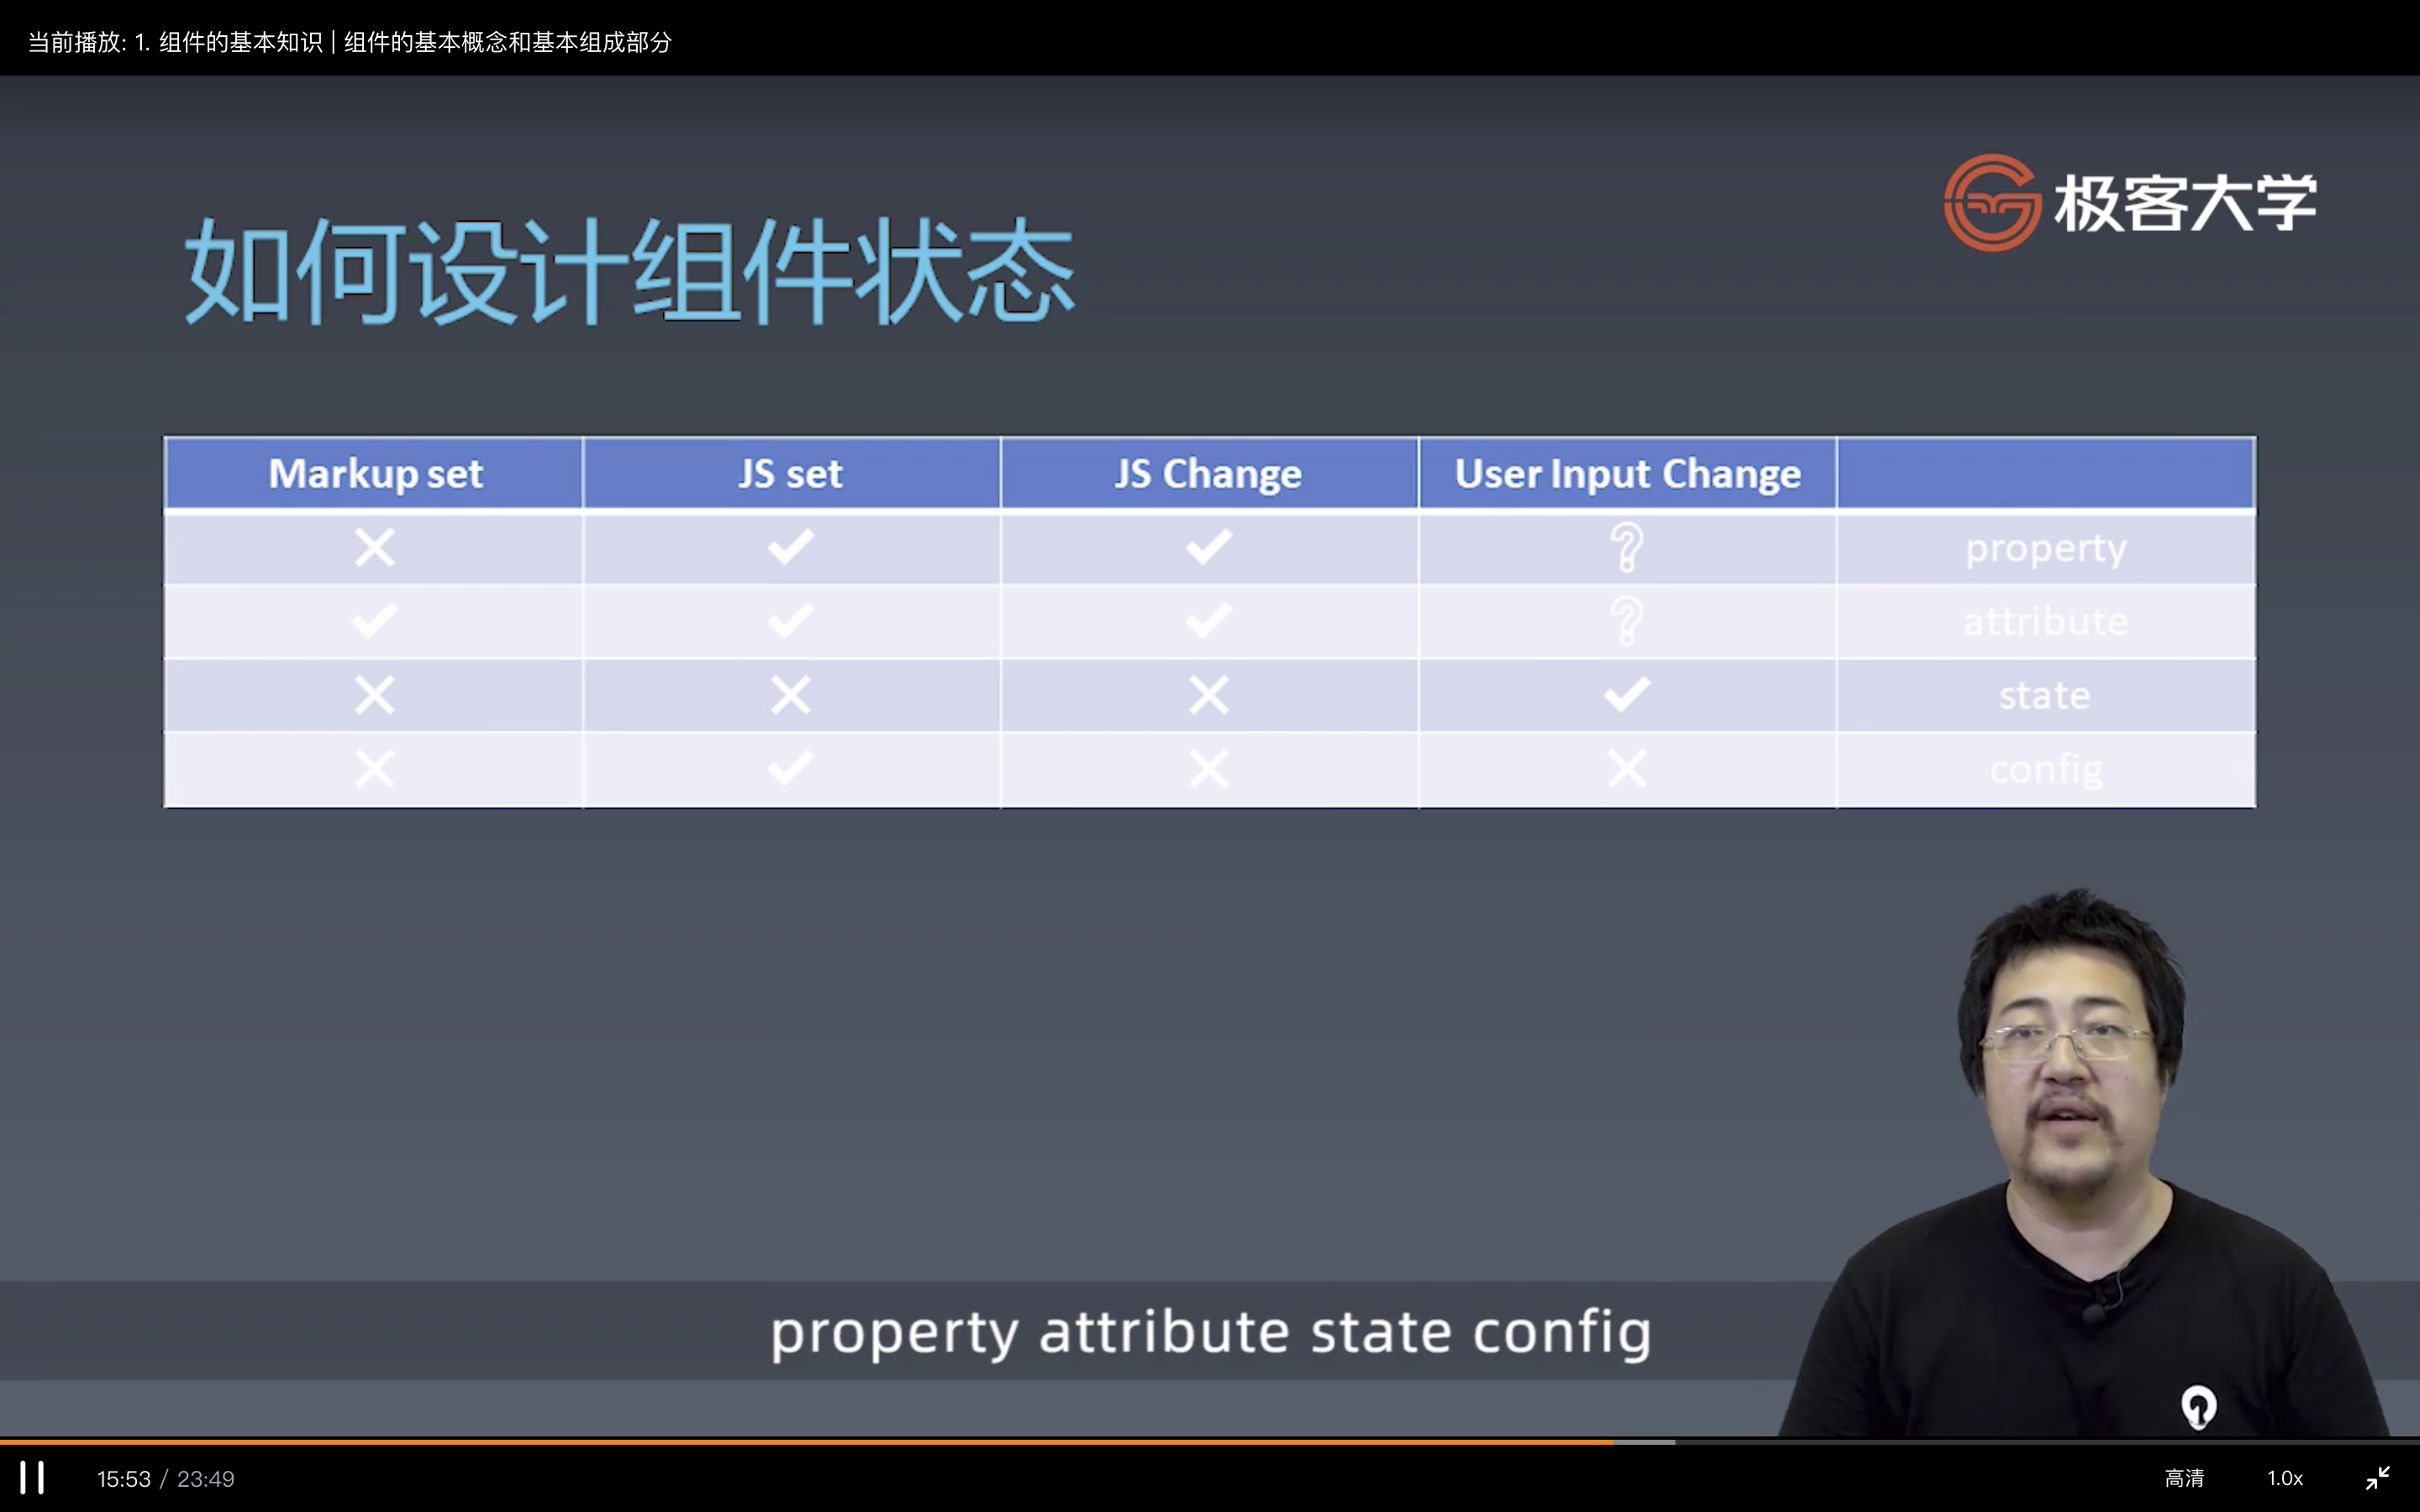 当前播放: 1. 组件的基本知识 | 组件的基本概念和基本组成部分
极客大学
如何设计组件状态
Markup set JS set JS Change User Input Change
property
attribute
state
config
property attribute state config
15:53 / 23:49 高清 1.0x